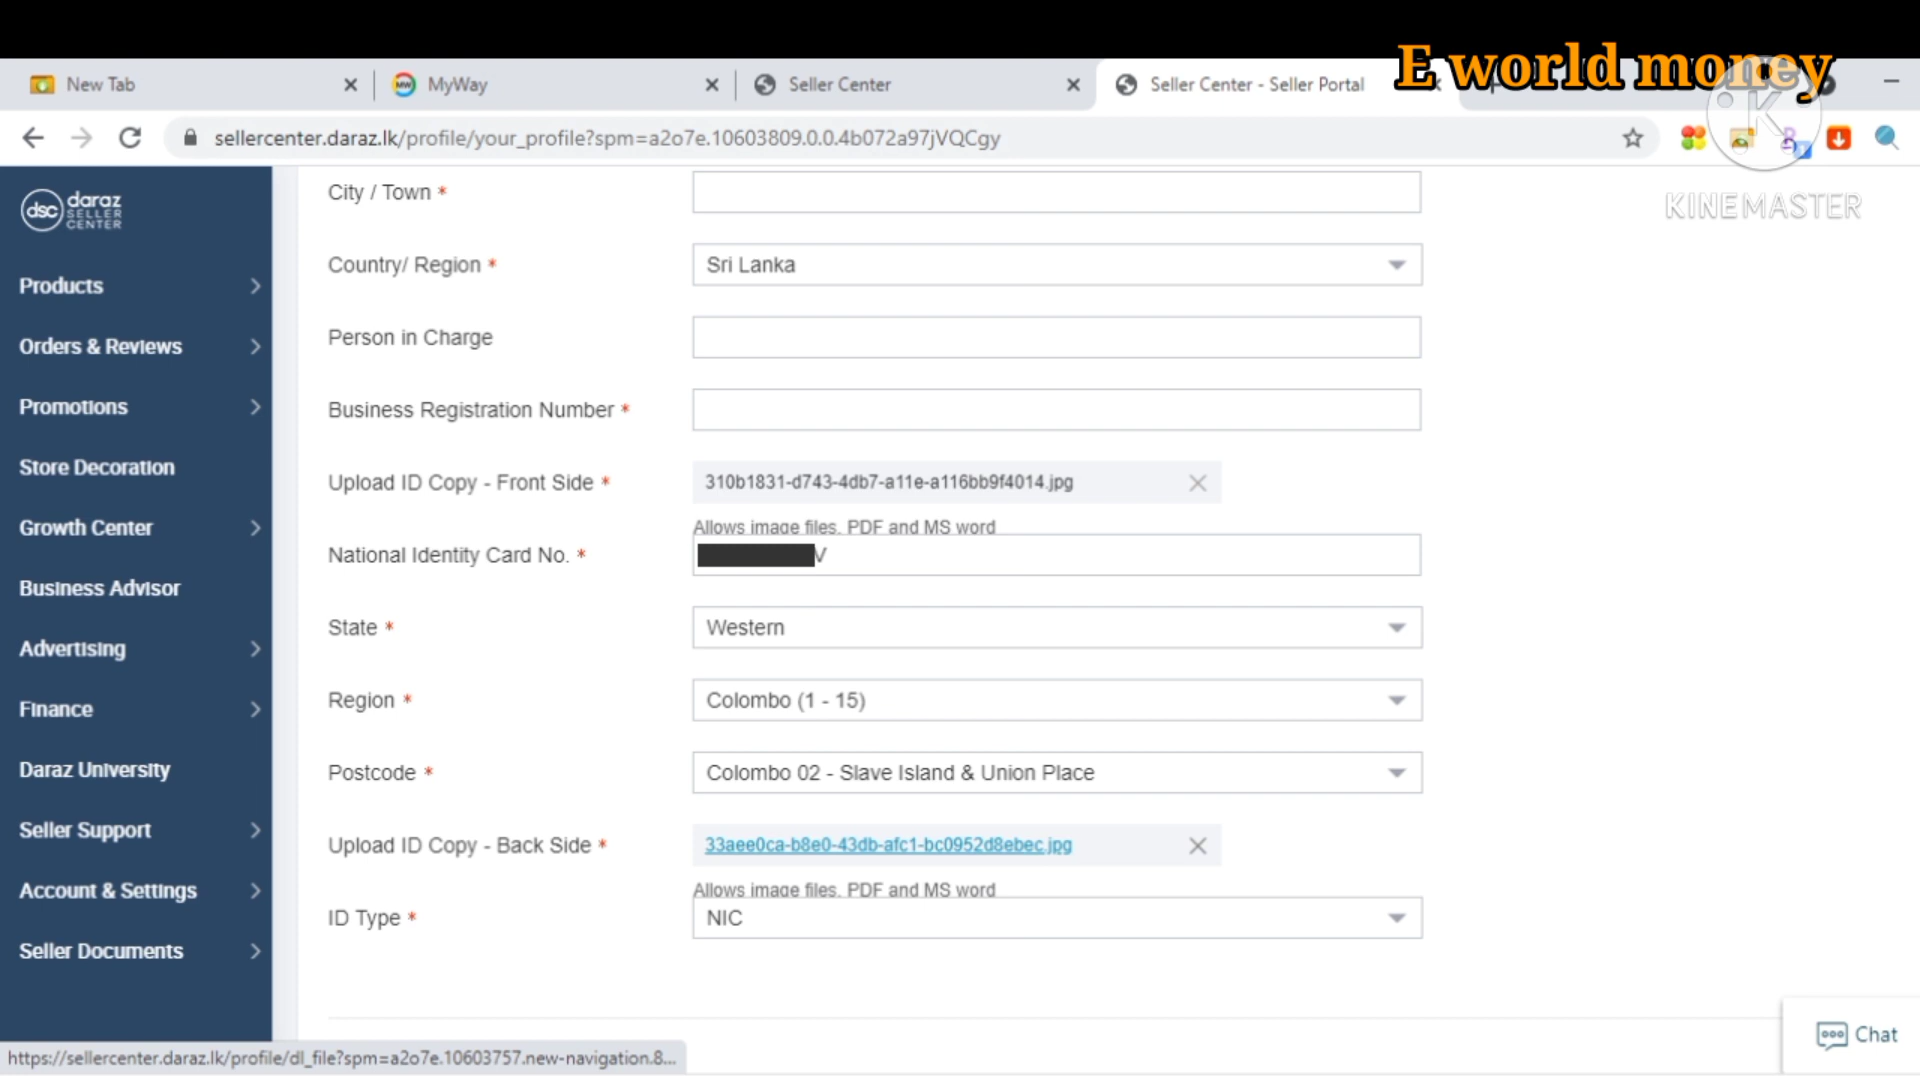 E world money
New Tab
MyWay
Seller Center
Seller Center - Seller Portal
sellercenter.daraz.lk/profile/your_profile?spm=a2o7e.10603809.0.0.4b072a97jVQCgy
KINEMASTER
dsc daraz
SELLER
CENTER
Products
Orders & Reviews
Promotions
Store Decoration
Growth Center
Business Advisor
Advertising
Finance
Daraz University
Seller Support
Account & Settings
Seller Documents
City / Town *
Country/ Region * Sri Lanka
Person in Charge
Business Registration Number *
Upload ID Copy - Front Side * 310b1831-d743-4db7-a11e-a116bb9f4014.jpg
Allows image files, PDF and MS word
National Identity Card No. * V
State * Western
Region * Colombo (1 - 15)
Postcode * Colombo 02 - Slave Island & Union Place
Upload ID Copy - Back Side * 33aee0ca-b8e0-43db-afc1-bc0952d8ebec.jpg
Allows image files, PDF and MS word
ID Type * NIC
Chat
https://sellercenter.daraz.lk/profile/dl_file?spm=a2o7e.10603757.new-navigation.8...